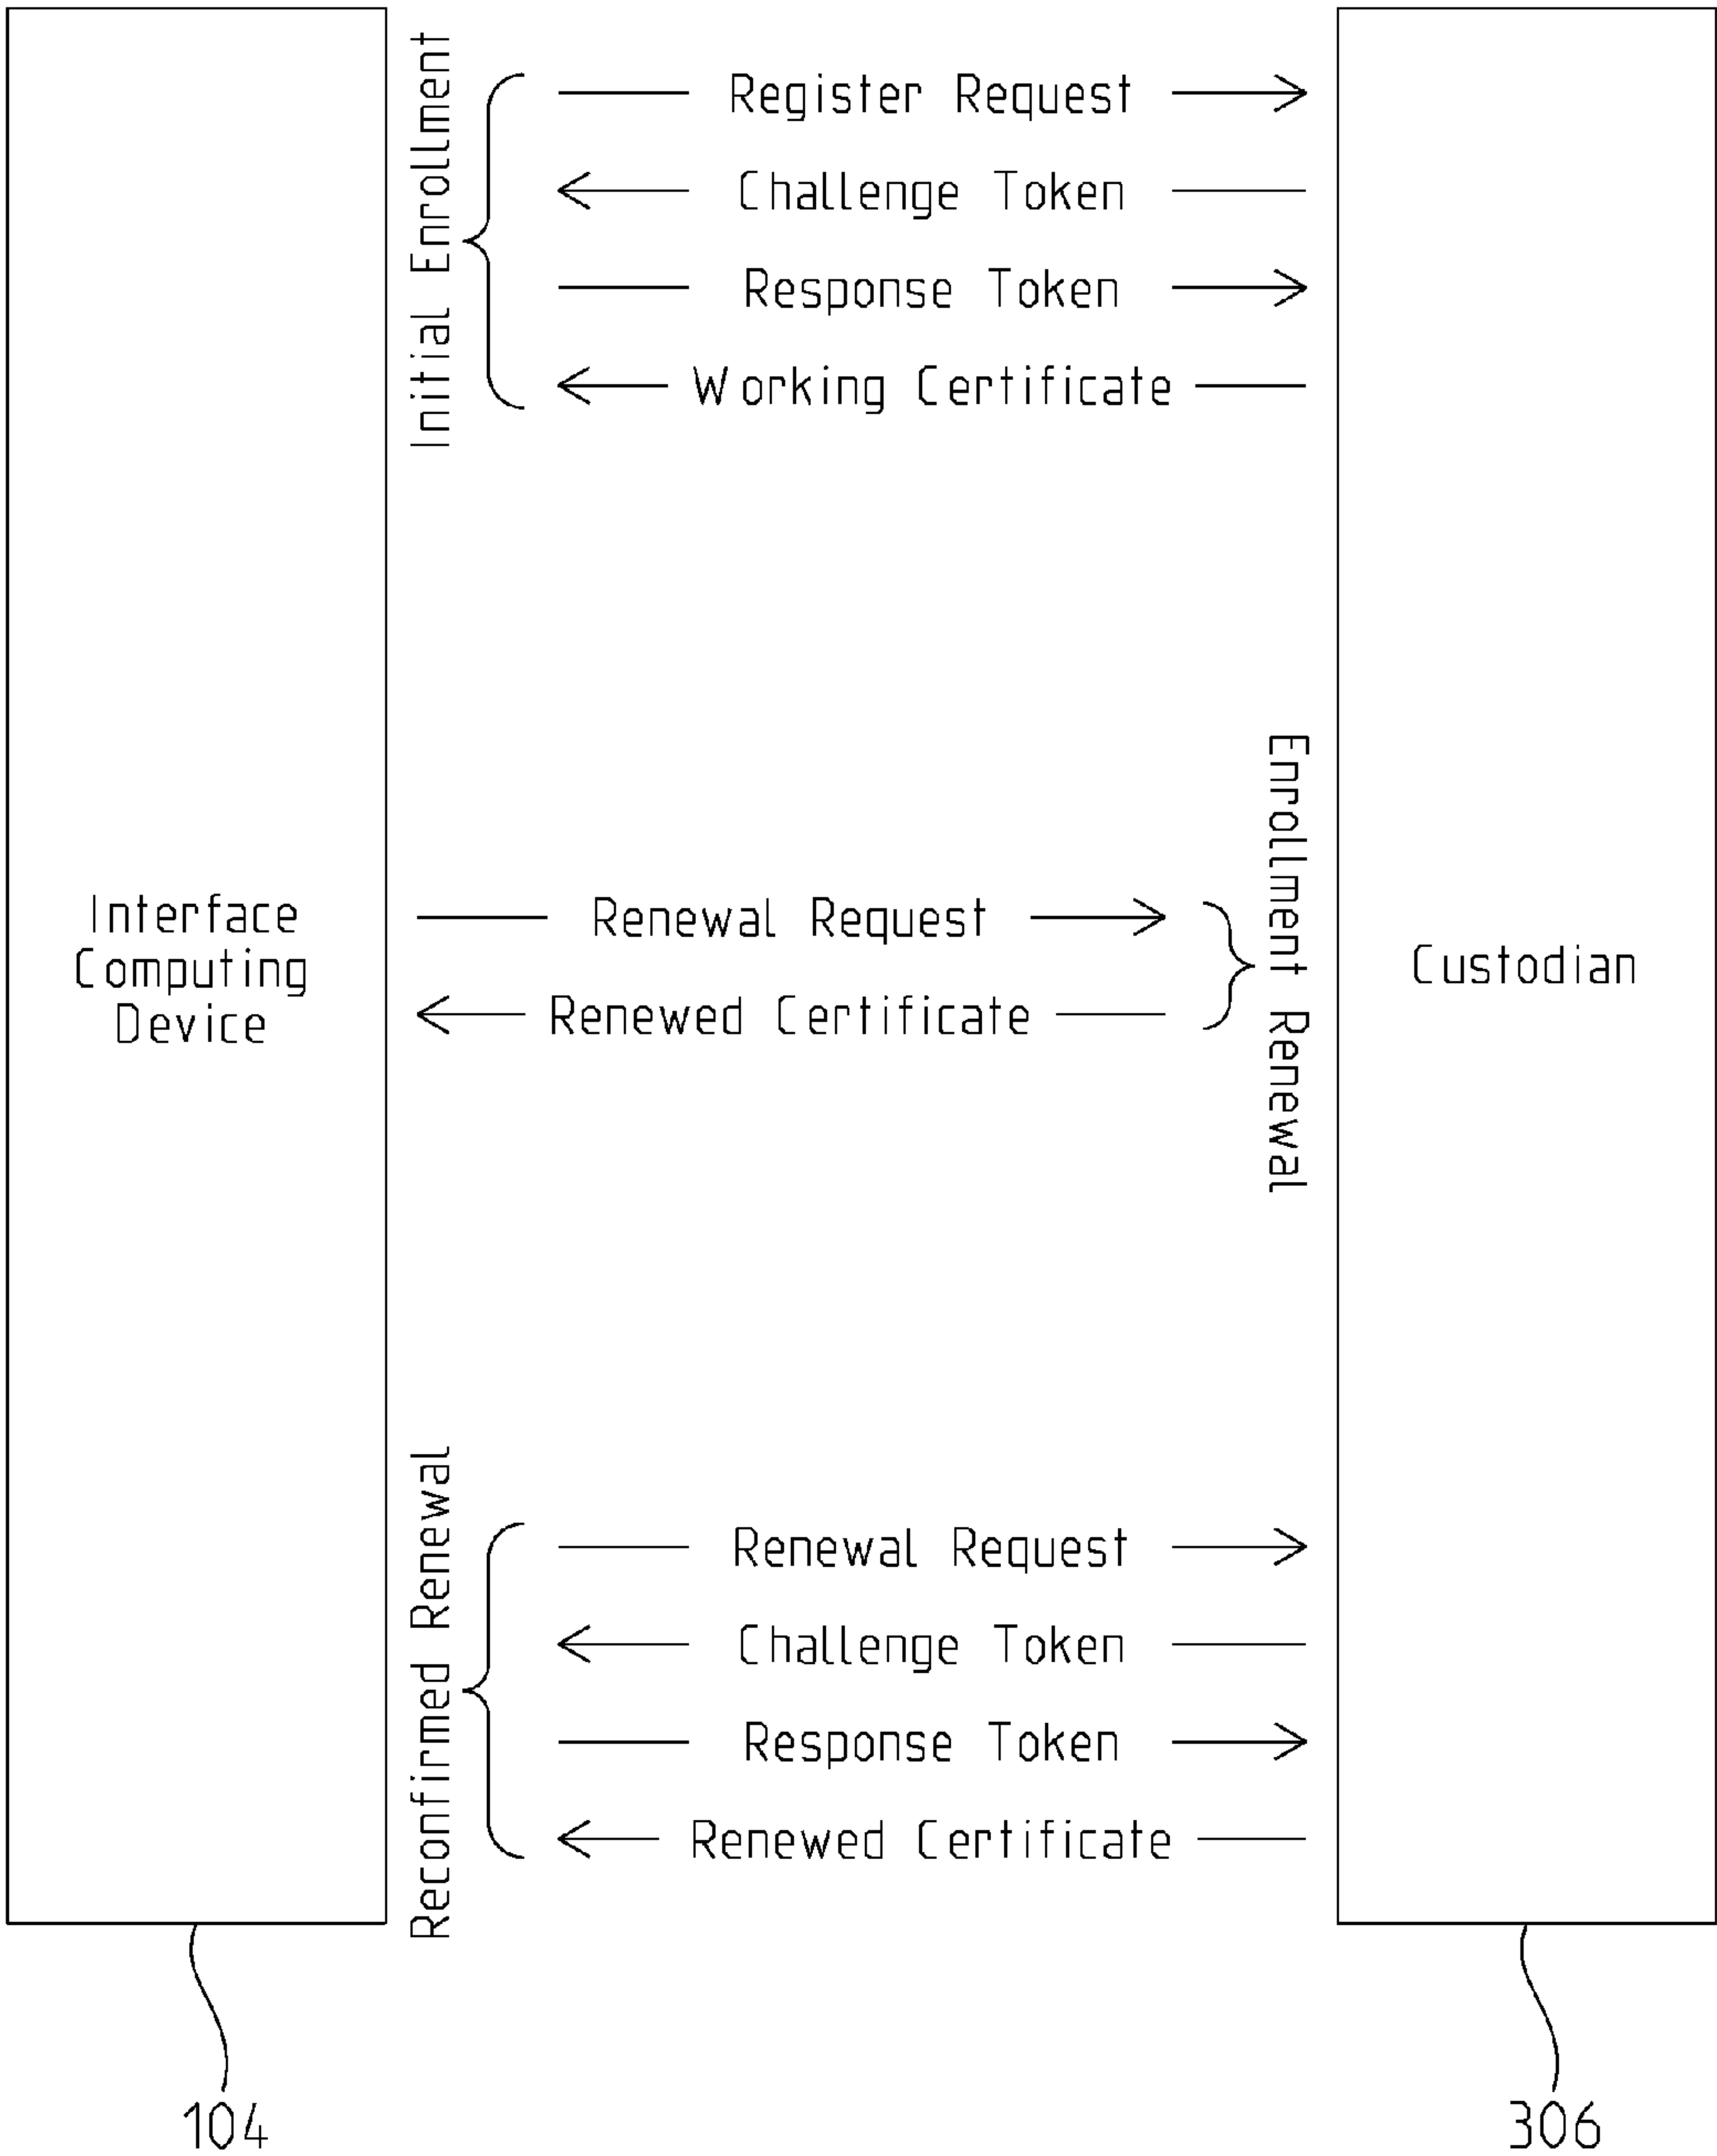 Initial Enrollment
Register Request
Challenge Token
Response Token
Working Certificate
Interface
Computing
Device
Renewal Request
Renewed Certificate
Enrollment Renewal
Custodian
Reconfirmed Renewal
Renewal Request
Challenge Token
Response Token
Renewed Certificate
104
306